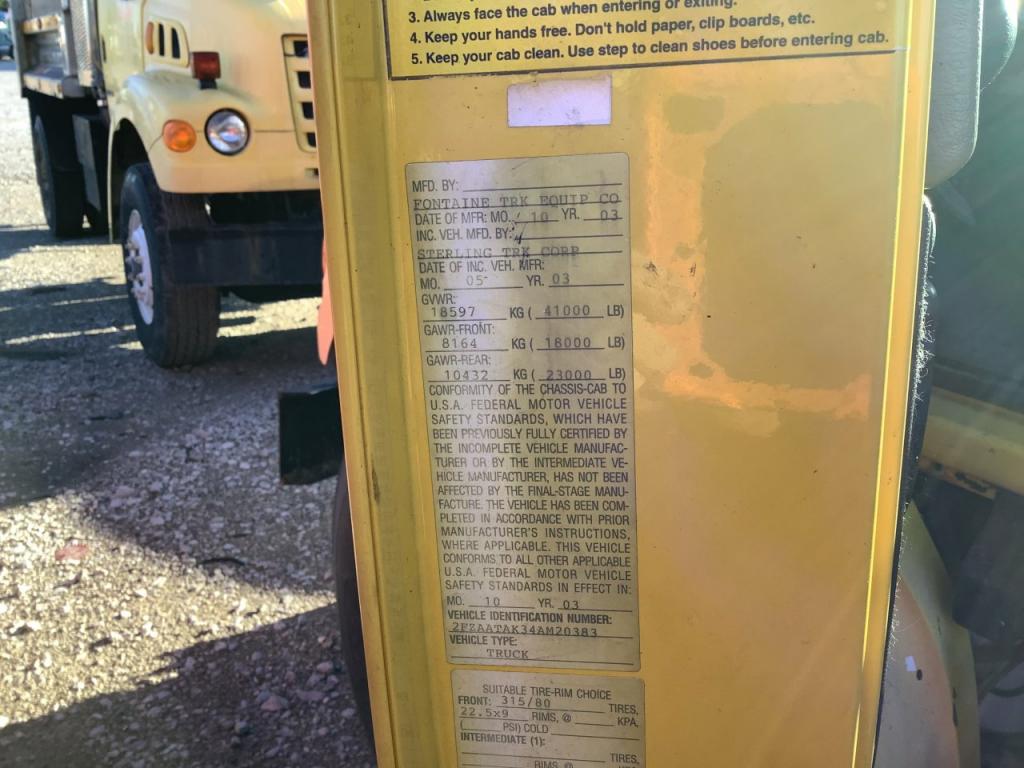 3. Always face the cab when entering or exiting.
4. Keep your hands free. Don't hold paper, clip boards, etc.
5. Keep your cab clean. Use step to clean shoes before entering cab.
MFD. BY:
FONTAINE TRK EQUIP CO
DATE OF MFR: MO. 10 YR. 03
INC. VEH. MFD. BY:
STERLING TRK CORP
DATE OF INC. VEH. MFR:
MO. 05 YR. 03
GVWR:
18597 KG ( 41000 LB)
GAWR-FRONT:
8164 KG ( 18000 LB)
GAWR-REAR:
10432 KG ( 23000 LB)
CONFORMITY OF THE CHASSIS-CAB TO
U.S.A. FEDERAL MOTOR VEHICLE
SAFETY STANDARDS, WHICH HAVE
BEEN PREVIOUSLY FULLY CERTIFIED BY
THE INCOMPLETE VEHICLE MANUFAC-
TURER OR BY THE INTERMEDIATE VE-
HICLE MANUFACTURER, HAS NOT BEEN
AFFECTED BY THE FINAL-STAGE MANU-
FACTURE. THE VEHICLE HAS BEEN COM-
PLETED IN ACCORDANCE WITH PRIOR
MANUFACTURER'S INSTRUCTIONS,
WHERE APPLICABLE. THIS VEHICLE
CONFORMS TO ALL OTHER APPLICABLE
U.S.A. FEDERAL MOTOR VEHICLE
SAFETY STANDARDS IN EFFECT IN:
MO. 10 YR. 03
VEHICLE IDENTIFICATION NUMBER:
2FZAATAK34AM20383
VEHICLE TYPE:
TRUCK
SUITABLE TIRE-RIM CHOICE
FRONT: 315/80 TIRES,
22.5x9 RIMS, @ KPA,
( PSI) COLD
INTERMEDIATE (1):
TIRES,
RIMS, @